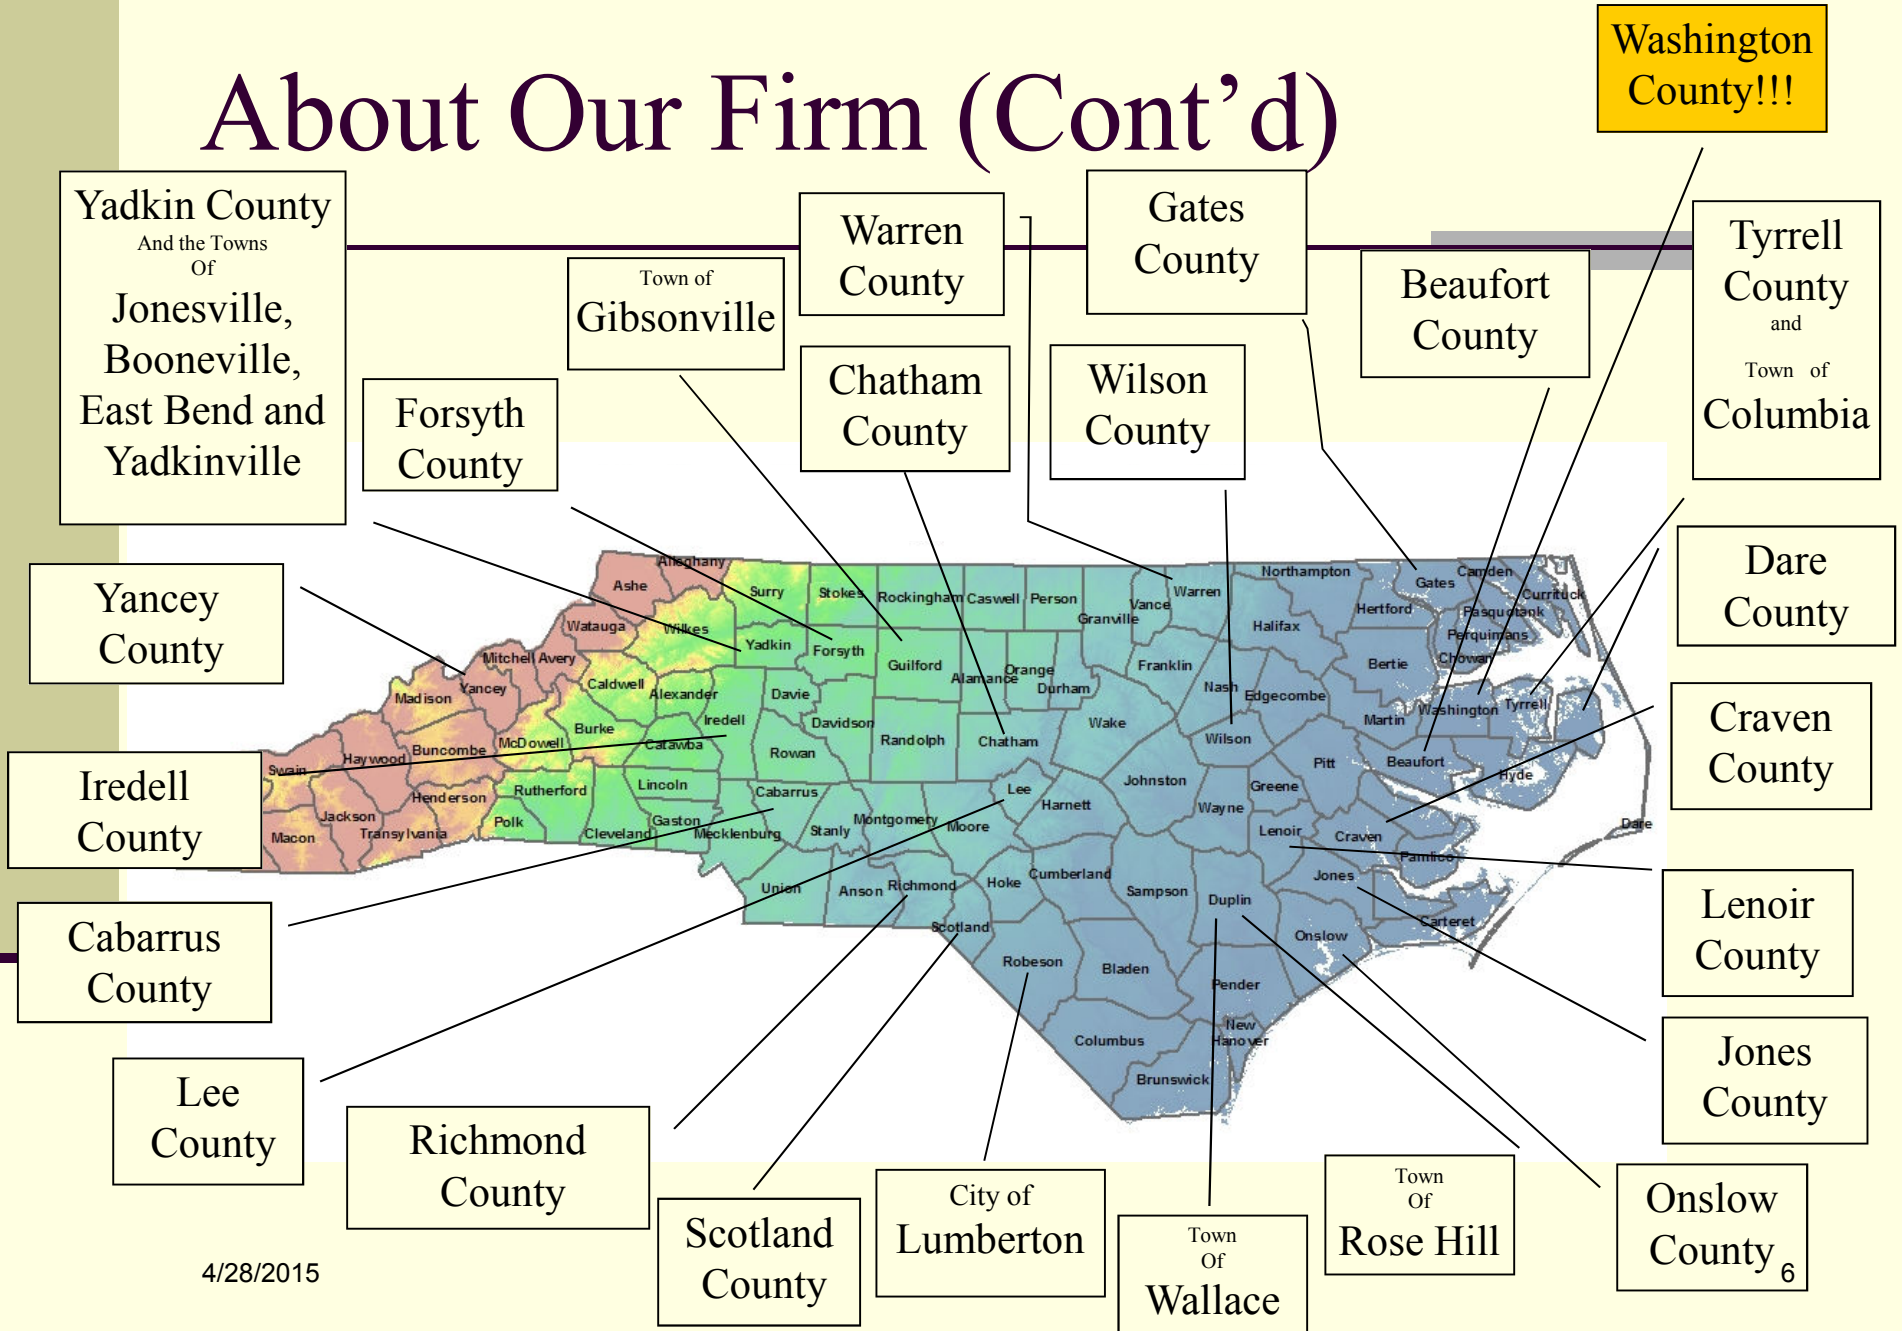 Washington
County!!!
About Our Firm (Cont’d)
Yadkin County
And the Towns
Of
Jonesville,
Booneville,
East Bend and
Yadkinville
Forsyth
County
Town of
Gibsonville
Warren
County
Chatham
County
Gates
County
Wilson
County
Beaufort
County
Tyrrell
County
and
Town of
Columbia
Dare
County
Craven
County
Lenoir
County
Jones
County
Onslow
County
Town
Of
Rose Hill
Town
Of
Wallace
City of
Lumberton
Scotland
County
Richmond
County
Lee
County
Cabarrus
County
Iredell
County
Yancey
County
Alleghany
Ashe
Surry
Stokes
Rockingham
Caswell
Person
Granville
Vance
Warren
Northampton
Gates
Camden
Currituck
Pasquotank
Perquimans
Chowan
Hertford
Halifax
Bertie
Watauga
Wilkes
Yadkin
Forsyth
Guilford
Alamance
Orange
Durham
Franklin
Nash
Edgecombe
Martin
Washington
Tyrrell
Mitchell
Avery
Yancey
Madison
Caldwell
Alexander
Davie
Iredell
Davidson
Randolph
Chatham
Wake
Wilson
Pitt
Beaufort
Hyde
Dare
Burke
McDowell
Catawba
Rowan
Buncombe
Haywood
Swain
Rutherford
Lincoln
Cabarrus
Henderson
Jackson
Transylvania
Macon
Polk
Cleveland
Gaston
Mecklenburg
Stanly
Montgomery
Moore
Lee
Harnett
Johnston
Wayne
Greene
Lenoir
Craven
Pamlico
Jones
Carteret
Onslow
Duplin
Sampson
Cumberland
Hoke
Richmond
Anson
Union
Scotland
Robeson
Bladen
Pender
New
Hanover
Columbus
Brunswick
4/28/2015
6